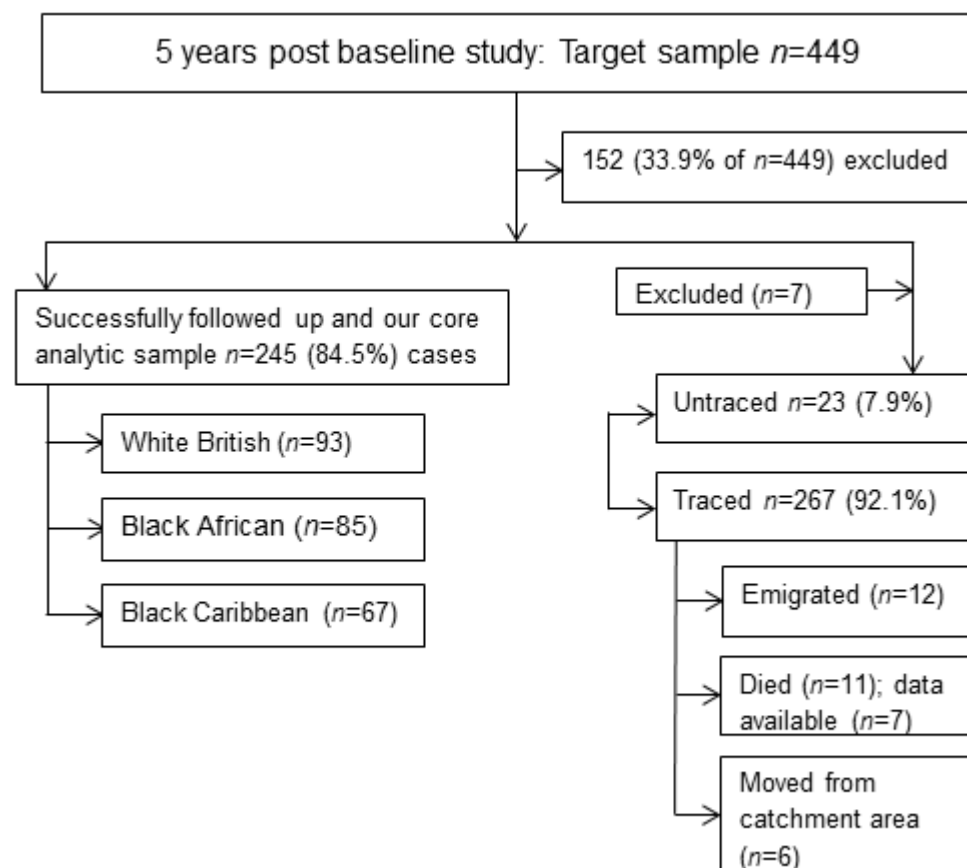 5 years post baseline study: Target sample n=449
152 (33.9% of n=449) excluded
Successfully followed up and our core
analytic sample n=245 (84.5%) cases
White British (n=93)
Black African (n=85)
Black Caribbean (n=67)
Excluded (n=7)
Untraced n=23 (7.9%)
Traced n=267 (92.1%)
Emigrated (n=12)
Died (n=11); data
available (n=7)
Moved from
catchment area
(n=6)